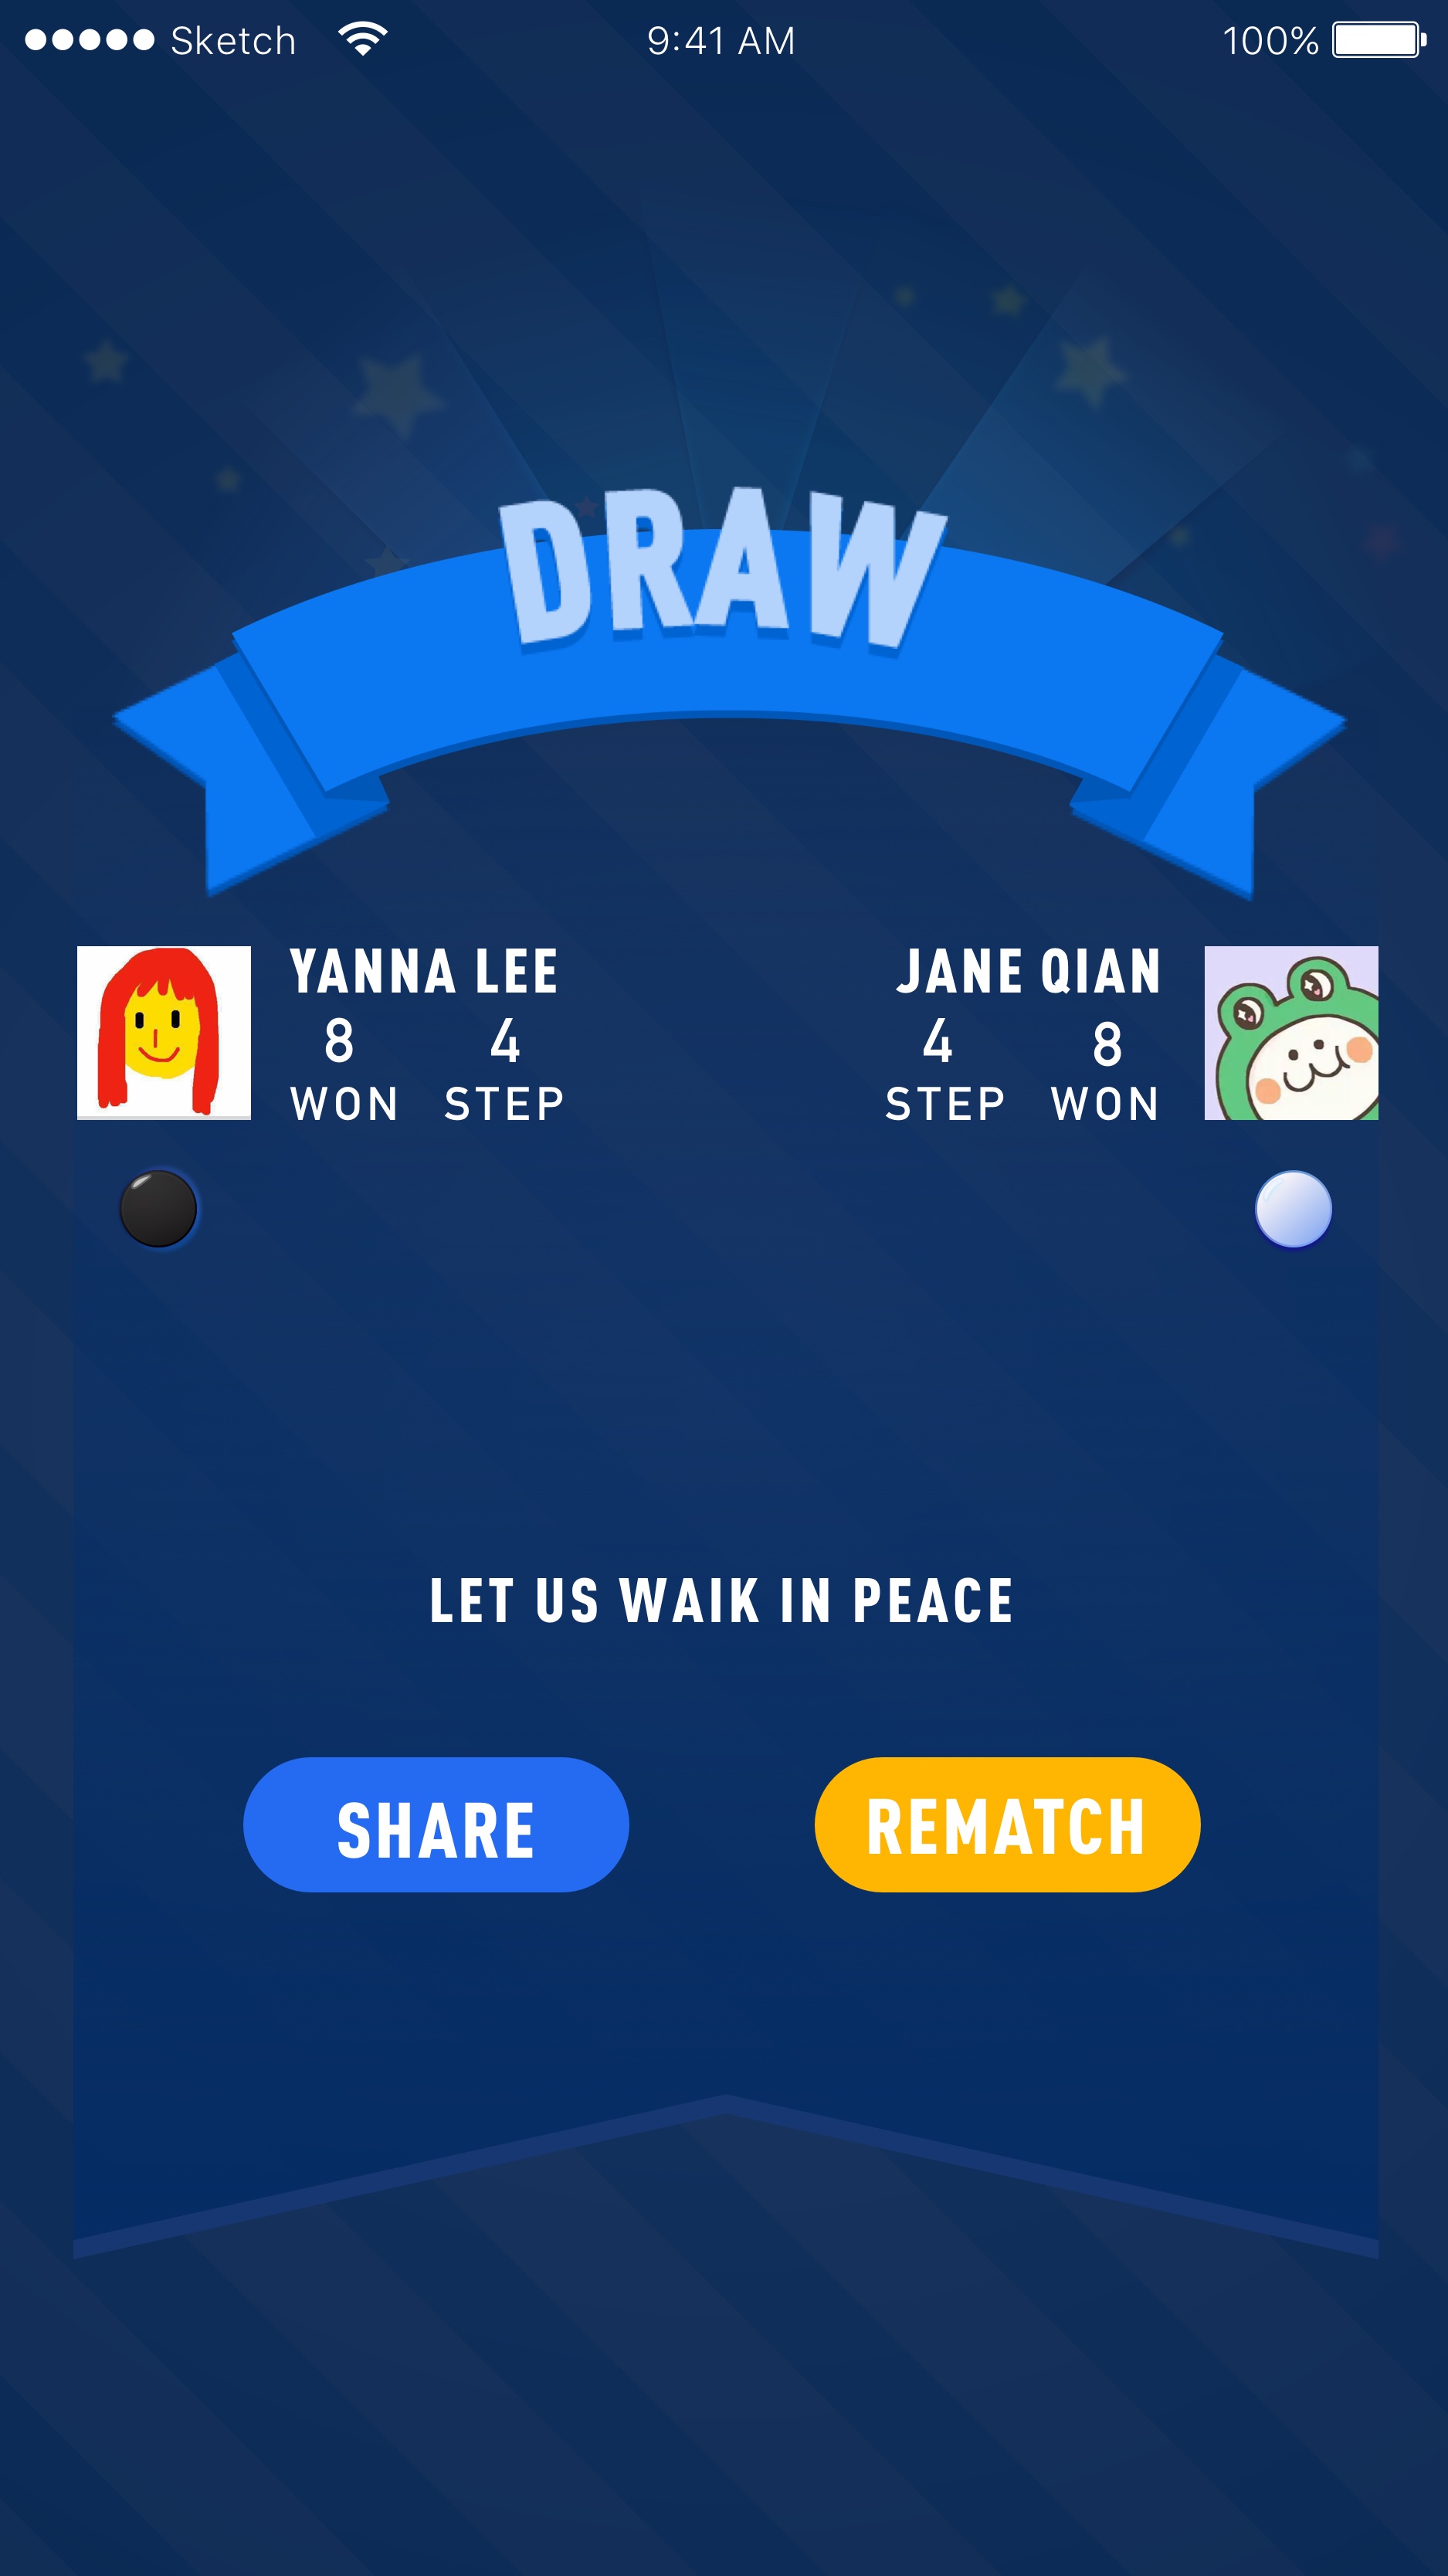 Sketch 9:41 AM 100%
DRAW
YANNA LEE JANE QIAN
8 4 4 8
WON STEP STEP WON
LET US WAIK IN PEACE
SHARE REMATCH